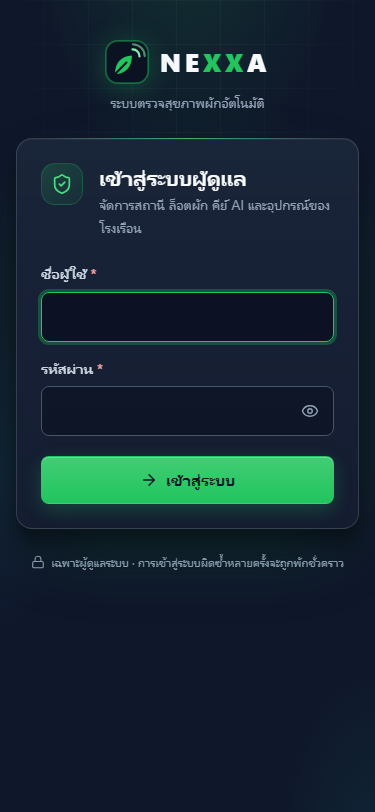 NEXXA
ระบบตรวจสุขภาพผักอัตโนมัติ
เข้าสู่ระบบผู้ดูแล
จัดการสถานี ล็อตผัก คีย์ AI และอุปกรณ์ของ
โรงเรือน
ชื่อผู้ใช้ *
รหัสผ่าน *
เข้าสู่ระบบ
เฉพาะผู้ดูแลระบบ · การเข้าสู่ระบบผิดซ้ำหลายครั้งจะถูกพักชั่วคราว